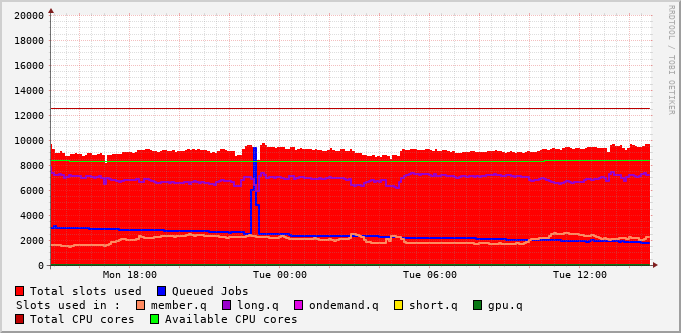 RRDTOOL / TOBI OETIKER
20000
18000
16000
14000
12000
10000
8000
6000
4000
2000
0
Mon 18:00 Tue 00:00 Tue 06:00 Tue 12:00
Total slots used Queued Jobs
Slots used in : member.q long.q ondemand.q short.q gpu.q
Total CPU cores Available CPU cores